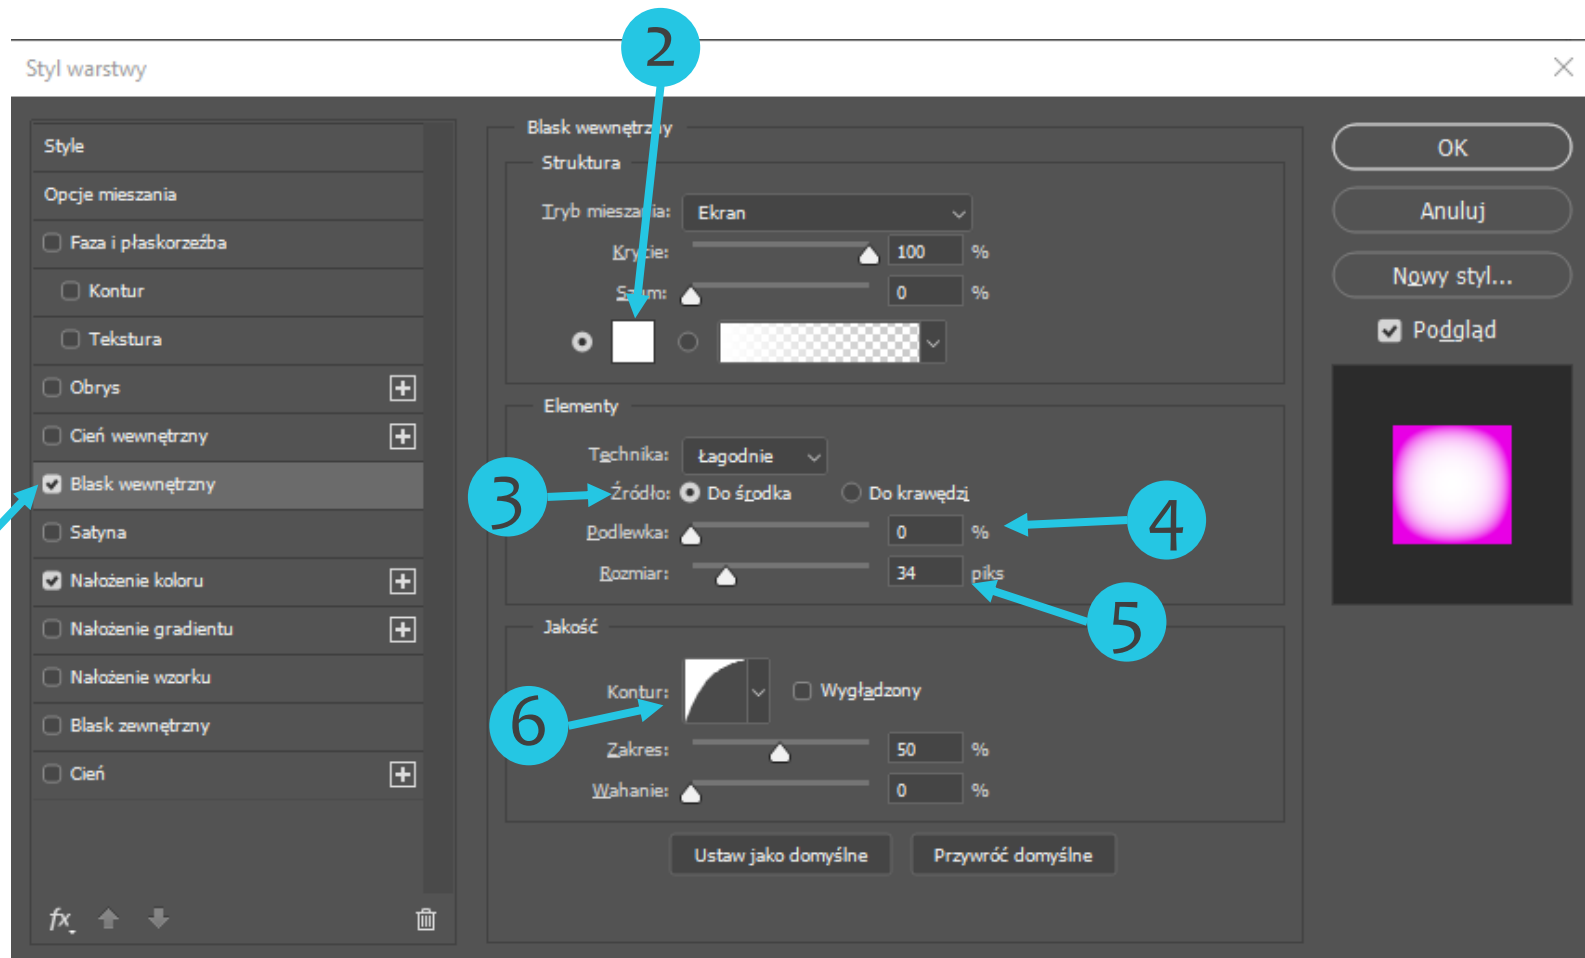 2
Styl warstwy
Style
Opcje mieszania
Faza i płaskorzeźba
Kontur
Tekstura
Obrys
Cień wewnętrzny
Blask wewnętrzny
Satyna
Nałożenie koloru
Nałożenie gradientu
Nałożenie wzorku
Blask zewnętrzny
Cień
fx
Blask wewnętrzny
Struktura
Tryb mieszania: Ekran
Krycie: 100 %
Szum: 0 %
Elementy
Technika: Łagodnie
3 Źródło: Do środka Do krawędzi
Podlewka: 0 % 4
Rozmiar: 34 piks
5
Jakość
6 Kontur: Wygładzony
Zakres: 50 %
Wahanie: 0 %
Ustaw jako domyślne Przywróć domyślne
OK
Anuluj
Nowy styl...
Podgląd